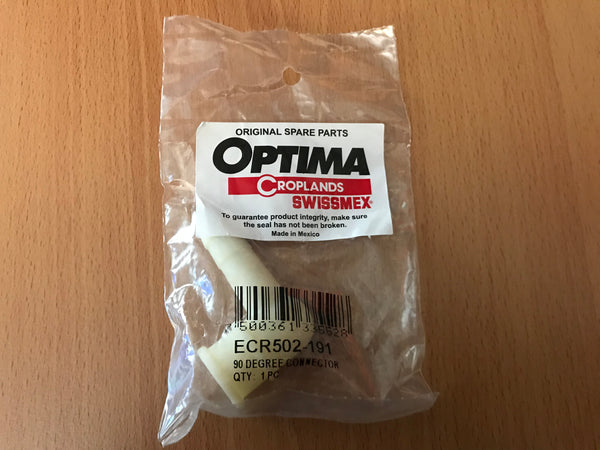 ORIGINAL SPARE PARTS
OPTIMA
CROPLANDS
SWISSMEX®
To guarantee product integrity, make sure
the seal has not been broken.
Made in Mexico
ECR502-191
90 DEGREE CONNECTOR
QTY: 1 PC